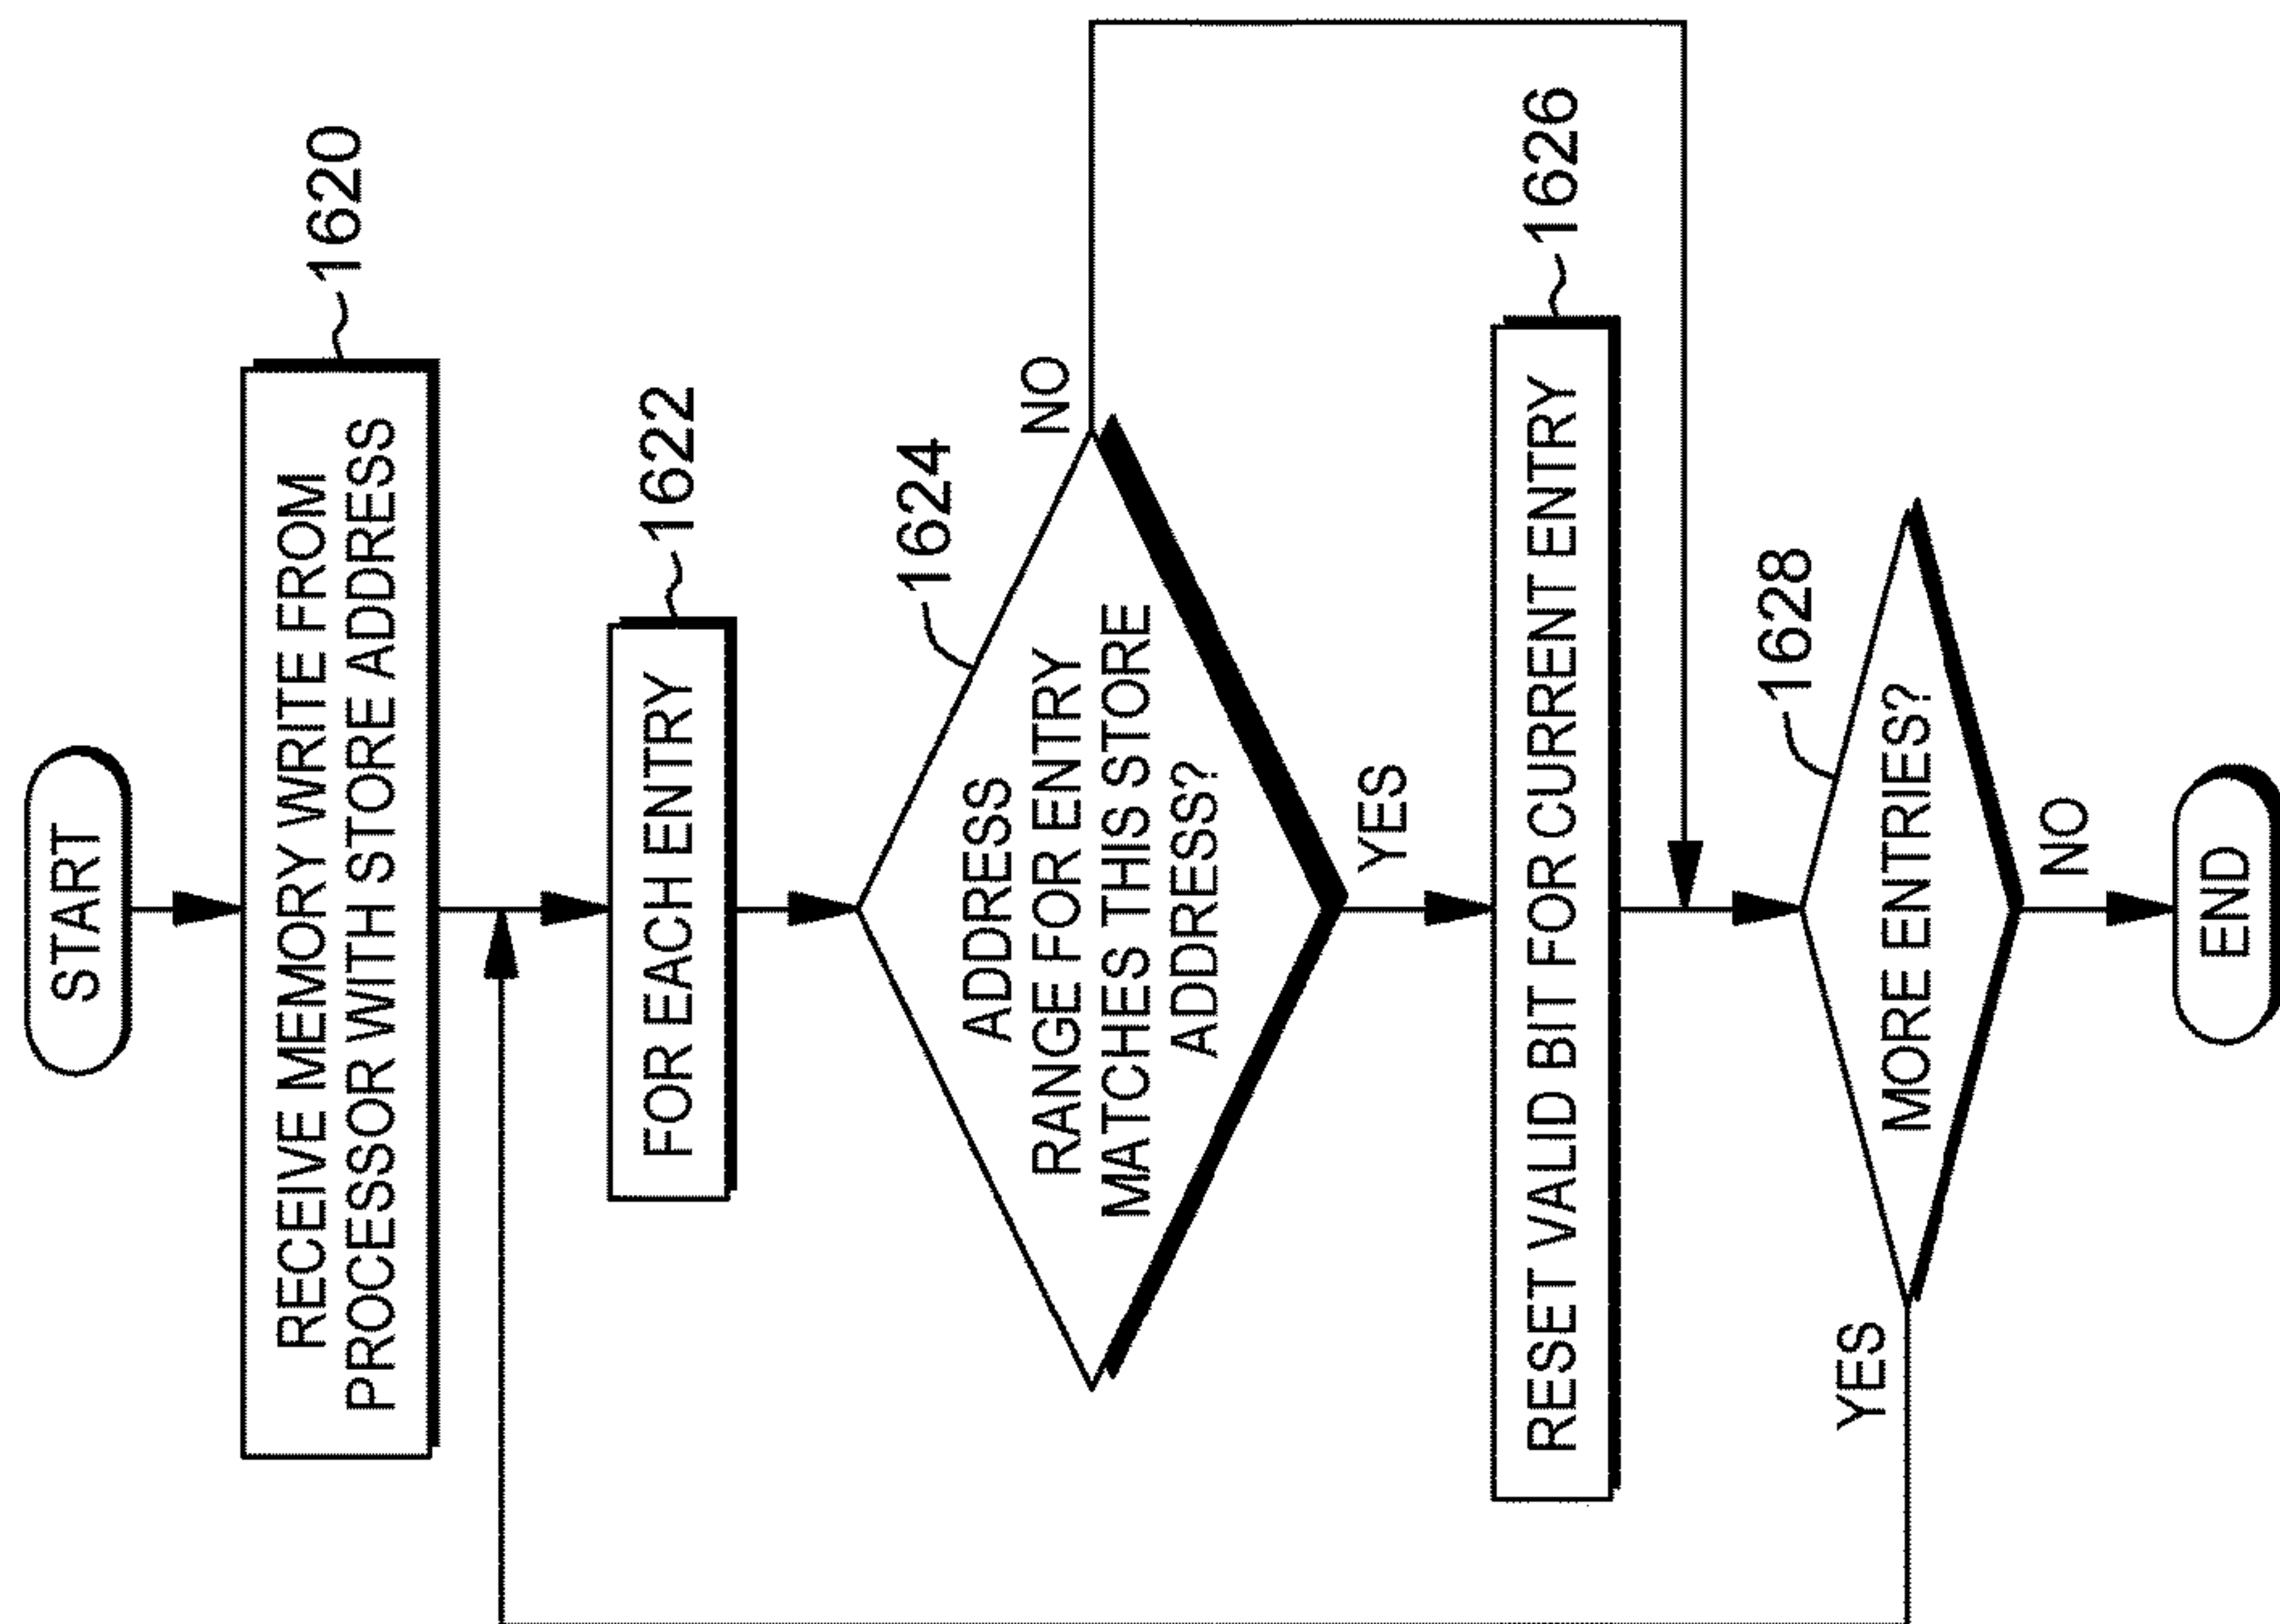 START
RECEIVE MEMORY WRITE FROM
PROCESSOR WITH STORE ADDRESS
1620
FOR EACH ENTRY
1622
1624
ADDRESS
RANGE FOR ENTRY
MATCHES THIS STORE
ADDRESS?
NO
YES
RESET VALID BIT FOR CURRENT ENTRY
1626
1628
MORE ENTRIES?
YES
NO
END